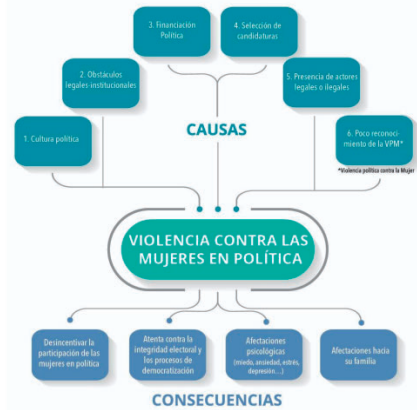 3. Financiación
Política
4. Selección de
candidaturas
2. Obstáculos
legales-institucionales
5. Presencia de actores
legales o ilegales
CAUSAS
1. Cultura política
6. Poco reconoci-
miento de la VPM*
*Violencia política contra la Mujer
VIOLENCIA CONTRA LAS
MUJERES EN POLÍTICA
Desincentivar la
participación de las
mujeres en política
Atenta contra la
integridad electoral y
los procesos de
democratización
Afectaciones
psicológicas
(miedo, ansiedad, estrés,
depresión...)
Afectaciones hacia
su familia
CONSECUENCIAS